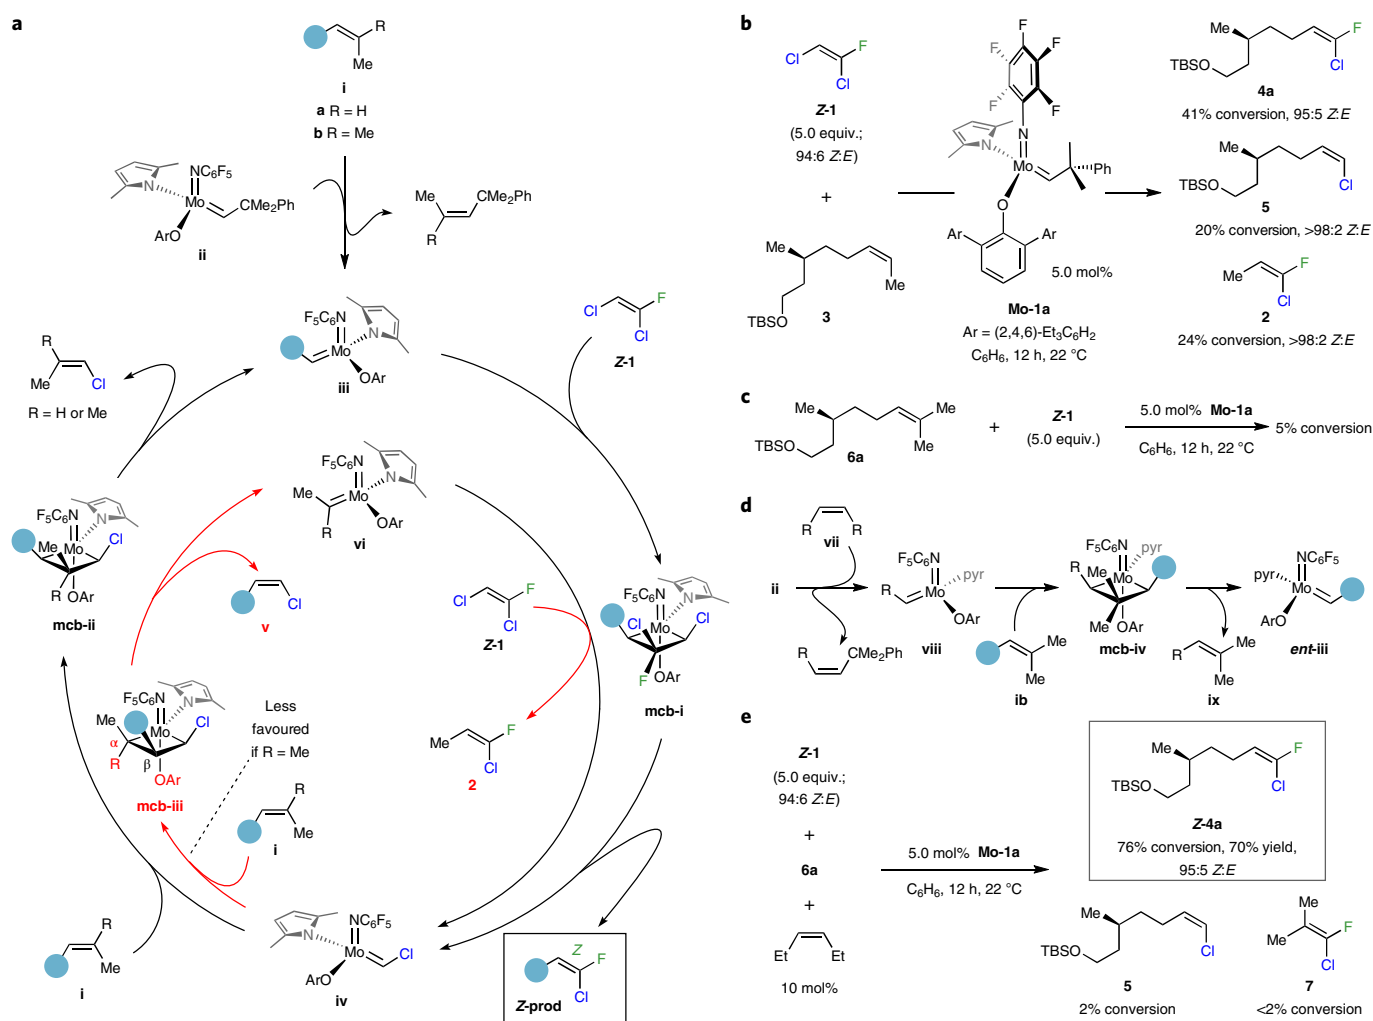 a
R
Me
i
a R = H
b R = Me
NC6F5
N
Mo
CMe2Ph
ArO
ii
Me
CMe2Ph
R
F5C6N
N
Mo
OAr
iii
Cl
F
Cl
Z-1
R
Me
Cl
R = H or Me
F5C6N
Me
Mo
N
R
OAr
vi
F5C6N
N
Me
Mo
Cl
R
OAr
mcb-ii
Cl
v
Cl
F
Cl
Z-1
F5C6N
N
Cl
Mo
Cl
F
OAr
mcb-i
Me
F
Cl
2
F5C6N
N
Me
Mo
Cl
α
R
β
OAr
mcb-iii
Less
favoured
if R = Me
R
Me
i
R
Me
i
N
NC6F5
Mo
Cl
ArO
iv
Z
F
Cl
Z-prod
b
Cl
F
Cl
Z-1
(5.0 equiv.;
94:6 Z:E)
+
Me
Me
TBSO
3
F
F
F
F
F
N
N
Mo
Ph
O
Ar
Ar
5.0 mol%
Mo-1a
Ar = (2,4,6)-Et3C6H2
C6H6, 12 h, 22 °C
Me
F
TBSO
Cl
4a
41% conversion, 95:5 Z:E
Me
TBSO
Cl
5
20% conversion, >98:2 Z:E
Me
F
Cl
2
24% conversion, >98:2 Z:E
c
Me
Me
TBSO
Me
6a
+
Z-1
(5.0 equiv.)
5.0 mol% Mo-1a
C6H6, 12 h, 22 °C
5% conversion
d
R
R
vii
ii
R
CMe2Ph
F5C6N
pyr
R
Mo
OAr
viii
Me
Me
ib
F5C6N
pyr
R
Me
Mo
Me
OAr
mcb-iv
Me
R
Me
ix
NC6F5
pyr
Mo
ArO
ent-iii
e
Z-1
(5.0 equiv.;
94:6 Z:E)
+
6a
+
Et
Et
10 mol%
5.0 mol% Mo-1a
C6H6, 12 h, 22 °C
Me
F
TBSO
Cl
Z-4a
76% conversion, 70% yield,
95:5 Z:E
Me
TBSO
Cl
5
2% conversion
Me
F
Me
Cl
7
<2% conversion